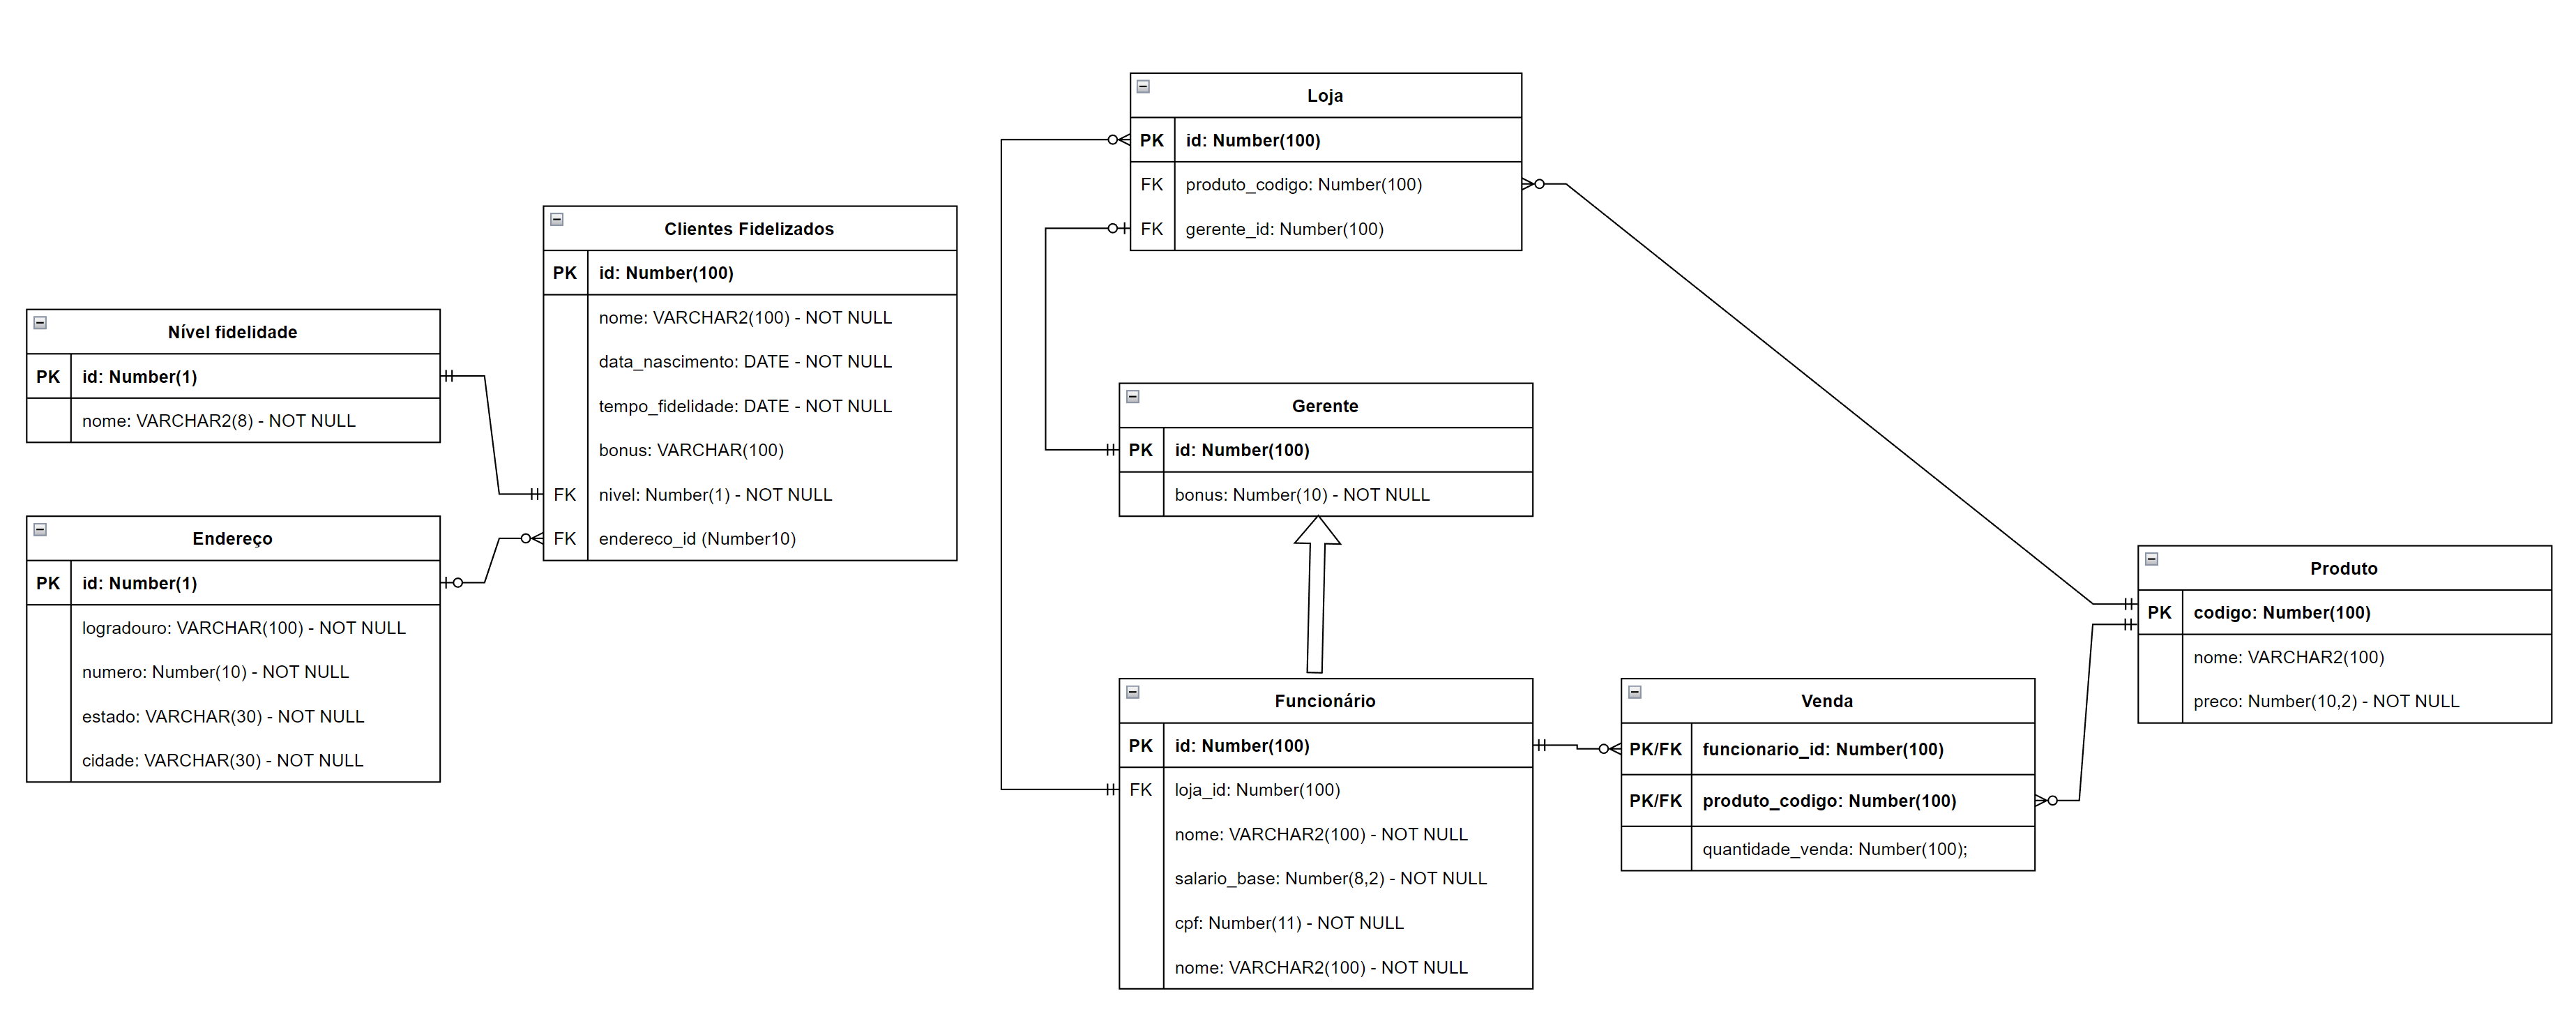 Nível fidelidade
PK id: Number(1)
nome: VARCHAR2(8) - NOT NULL
Endereço
PK id: Number(1)
logradouro: VARCHAR(100) - NOT NULL
numero: Number(10) - NOT NULL
estado: VARCHAR(30) - NOT NULL
cidade: VARCHAR(30) - NOT NULL
Clientes Fidelizados
PK id: Number(100)
nome: VARCHAR2(100) - NOT NULL
data_nascimento: DATE - NOT NULL
tempo_fidelidade: DATE - NOT NULL
bonus: VARCHAR(100)
FK nivel: Number(1) - NOT NULL
FK endereco_id (Number10)
Loja
PK id: Number(100)
FK produto_codigo: Number(100)
FK gerente_id: Number(100)
Gerente
PK id: Number(100)
bonus: Number(10) - NOT NULL
Funcionário
PK id: Number(100)
FK loja_id: Number(100)
nome: VARCHAR2(100) - NOT NULL
salario_base: Number(8,2) - NOT NULL
cpf: Number(11) - NOT NULL
nome: VARCHAR2(100) - NOT NULL
Venda
PK/FK funcionario_id: Number(100)
PK/FK produto_codigo: Number(100)
quantidade_venda: Number(100);
Produto
PK codigo: Number(100)
nome: VARCHAR2(100)
preco: Number(10,2) - NOT NULL